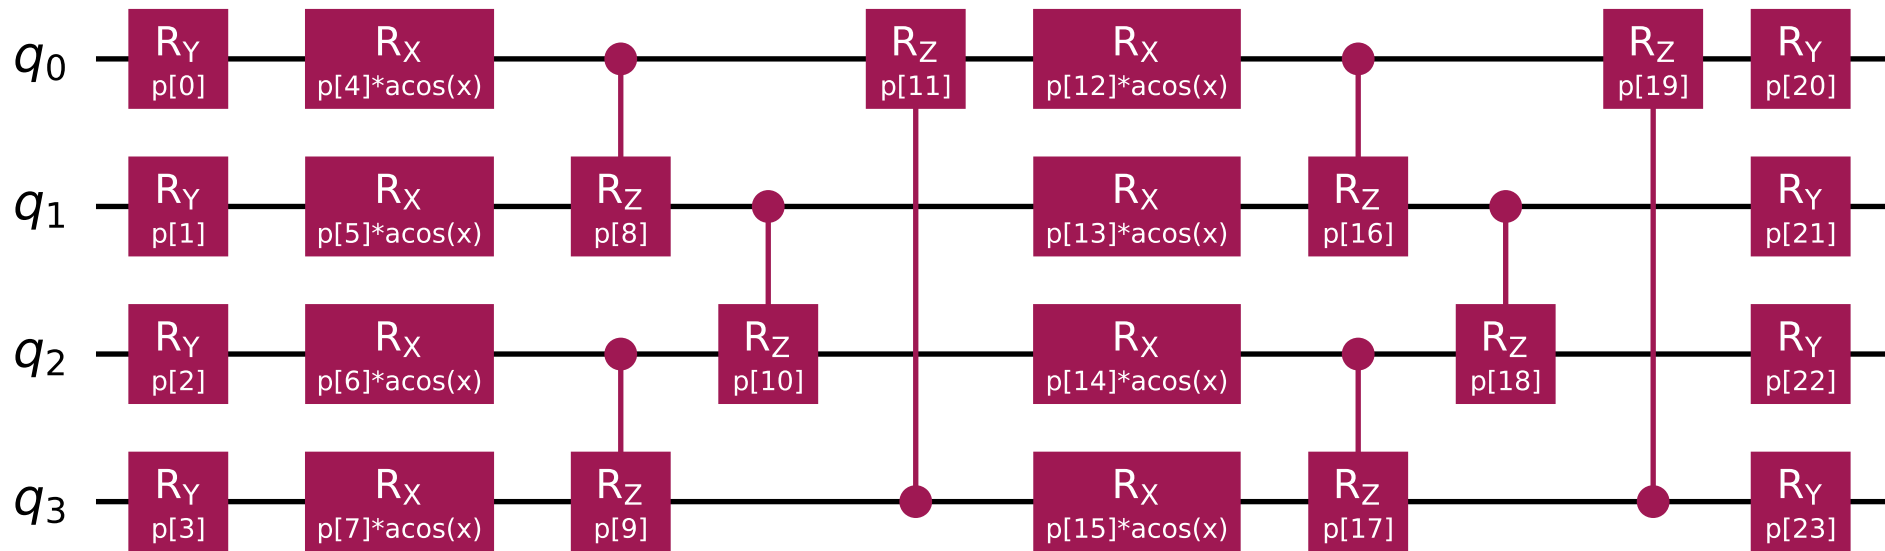 q0 RY RX RZ RX RZ RY
p[0] p[4]*acos(x) p[11] p[12]*acos(x) p[19] p[20]
q1 RY RX RZ RX RZ RY
p[1] p[5]*acos(x) p[8] p[13]*acos(x) p[16] p[21]
q2 RY RX RZ RX RZ RY
p[2] p[6]*acos(x) p[10] p[14]*acos(x) p[18] p[22]
q3 RY RX RZ RX RZ RY
p[3] p[7]*acos(x) p[9] p[15]*acos(x) p[17] p[23]